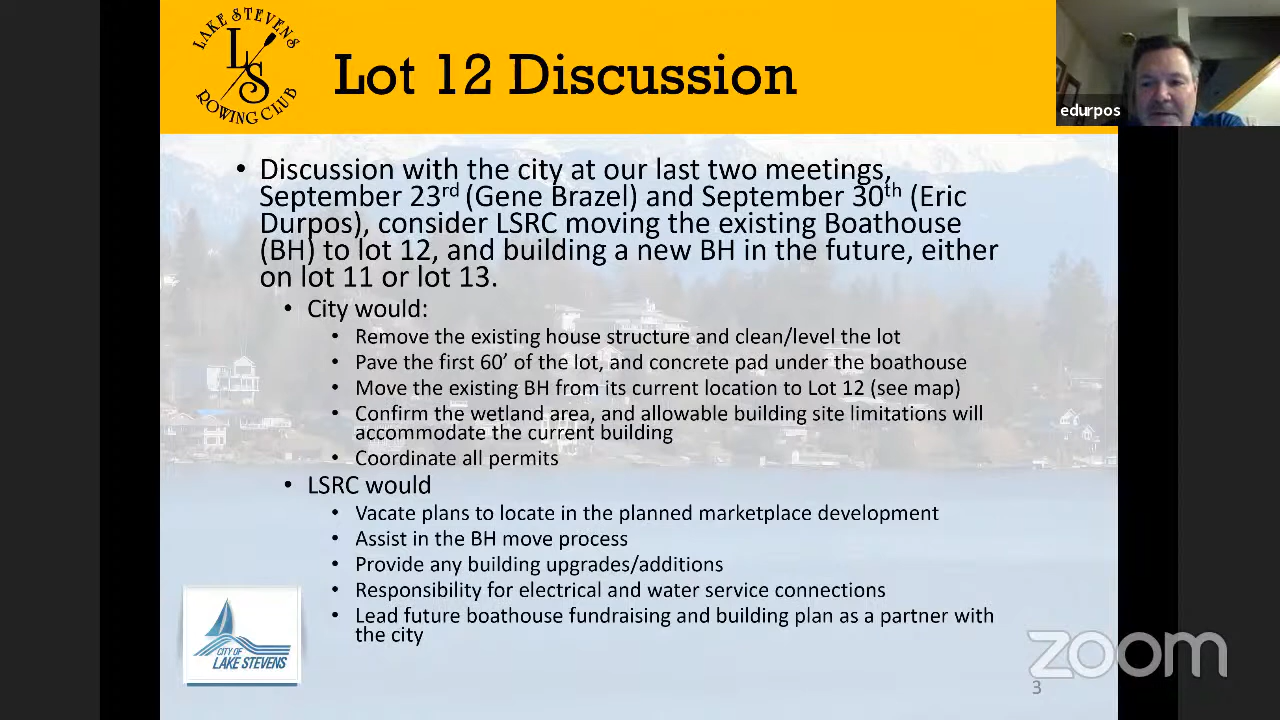 LAKE STEVENS
LS
ROWING CLUB
Lot 12 Discussion
edurpos
• Discussion with the city at our last two meetings,
September 23rd (Gene Brazel) and September 30th (Eric
Durpos), consider LSRC moving the existing Boathouse
(BH) to lot 12, and building a new BH in the future, either
on lot 11 or lot 13.
• City would:
• Remove the existing house structure and clean/level the lot
• Pave the first 60’ of the lot, and concrete pad under the boathouse
• Move the existing BH from its current location to Lot 12 (see map)
• Confirm the wetland area, and allowable building site limitations will
accommodate the current building
• Coordinate all permits
• LSRC would
• Vacate plans to locate in the planned marketplace development
• Assist in the BH move process
• Provide any building upgrades/additions
• Responsibility for electrical and water service connections
• Lead future boathouse fundraising and building plan as a partner with
the city
CITY OF
LAKE STEVENS
zoom
3